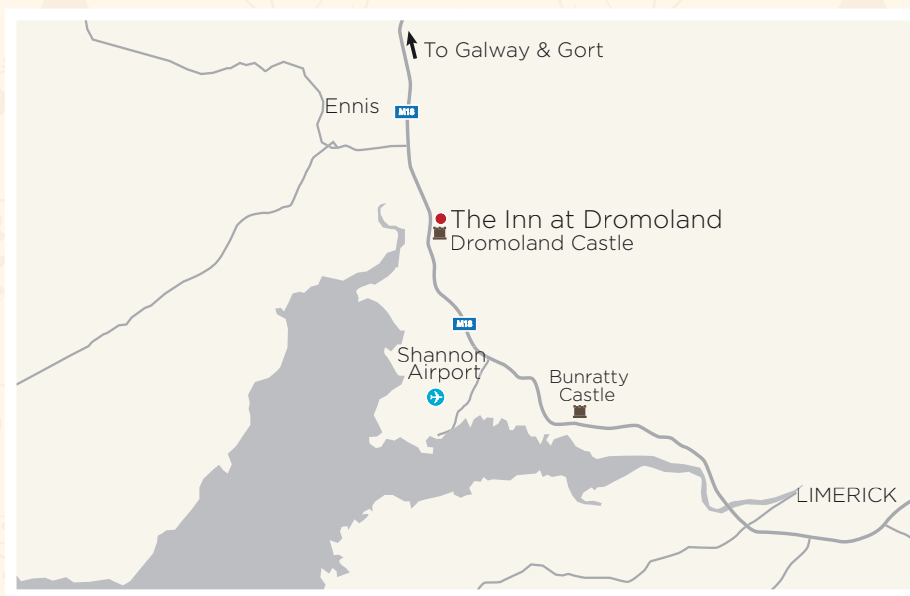 To Galway & Gort
Ennis
M18
The Inn at Dromoland
Dromoland Castle
M18
Shannon
Airport
Bunratty
Castle
LIMERICK